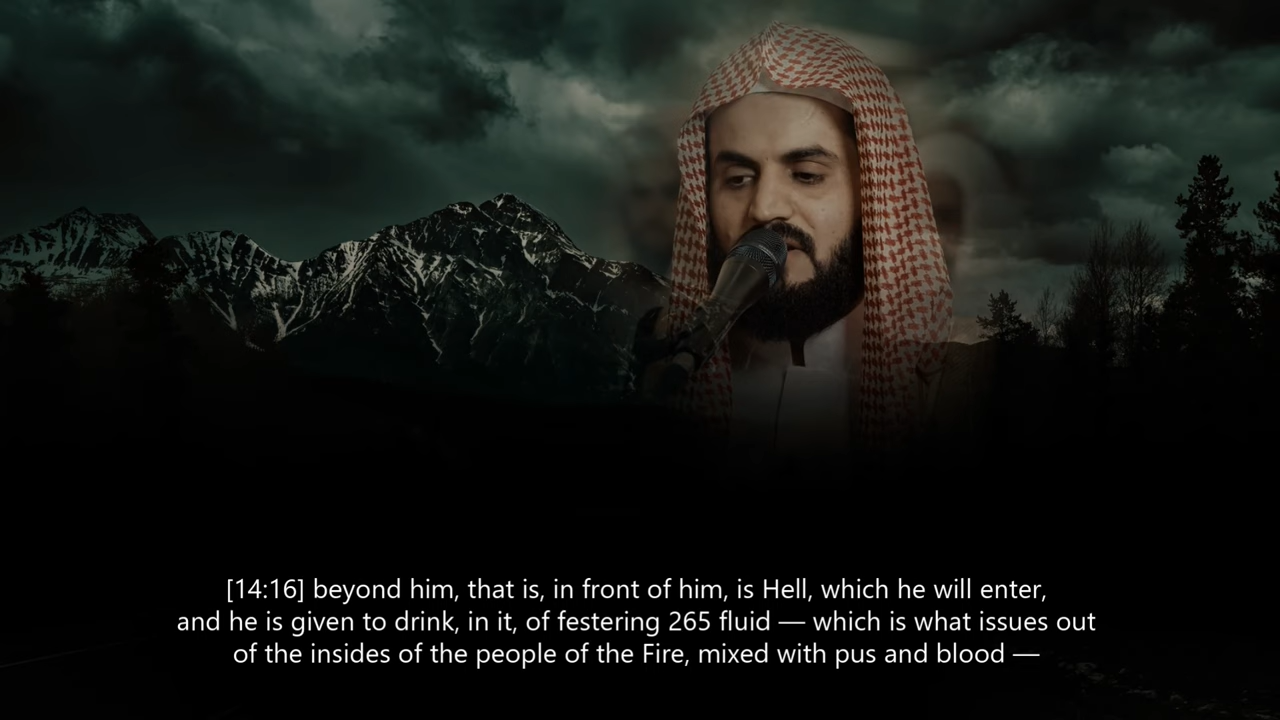 [14:16] beyond him, that is, in front of him, is Hell, which he will enter,
and he is given to drink, in it, of festering 265 fluid — which is what issues out
of the insides of the people of the Fire, mixed with pus and blood —